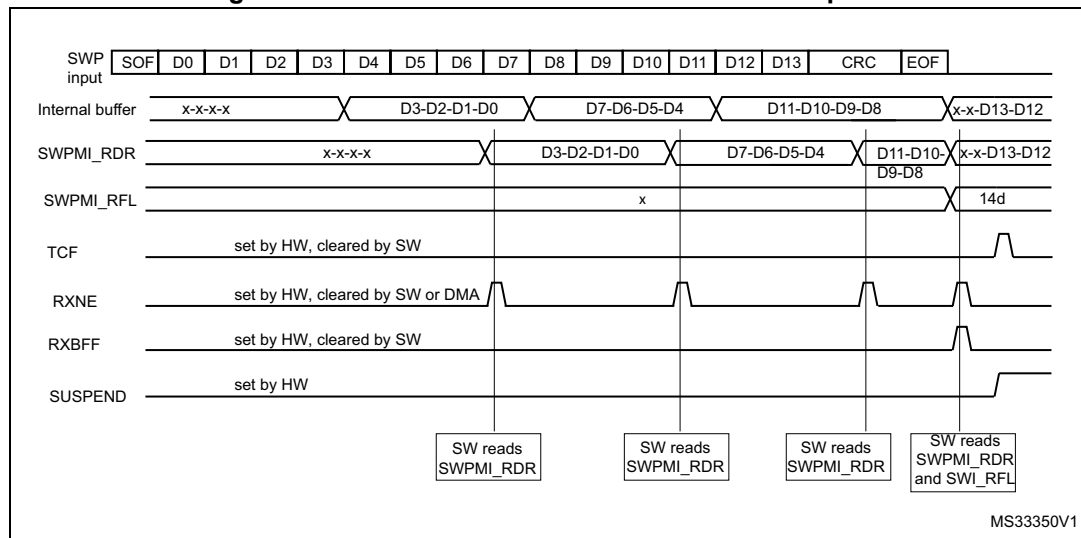 SWP input SOF D0 D1 D2 D3 D4 D5 D6 D7 D8 D9 D10 D11 D12 D13 CRC EOF
Internal buffer x-x-x-x D3-D2-D1-D0 D7-D6-D5-D4 D11-D10-D9-D8 x-x-D13-D12
SWPMI_RDR x-x-x-x D3-D2-D1-D0 D7-D6-D5-D4 D11-D10-D9-D8 x-x-D13-D12
SWPMI_RFL x 14d
TCF set by HW, cleared by SW
RXNE set by HW, cleared by SW or DMA
RXBFF set by HW, cleared by SW
SUSPEND set by HW
SW reads SWPMI_RDR
SW reads SWPMI_RDR
SW reads SWPMI_RDR
SW reads SWPMI_RDR and SWI_RFL
MS33350V1